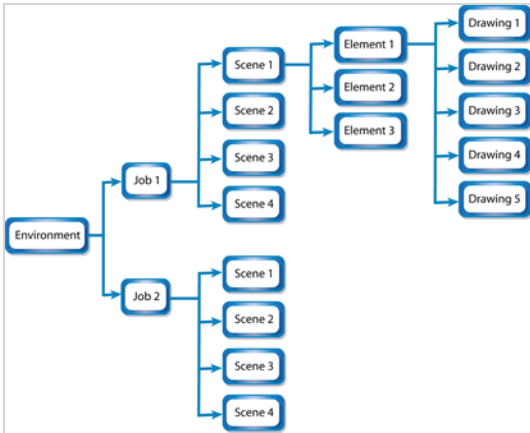 Environment
Job 1
Scene 1
Element 1
Drawing 1
Drawing 2
Drawing 3
Drawing 4
Drawing 5
Element 2
Element 3
Scene 2
Scene 3
Scene 4
Job 2
Scene 1
Scene 2
Scene 3
Scene 4